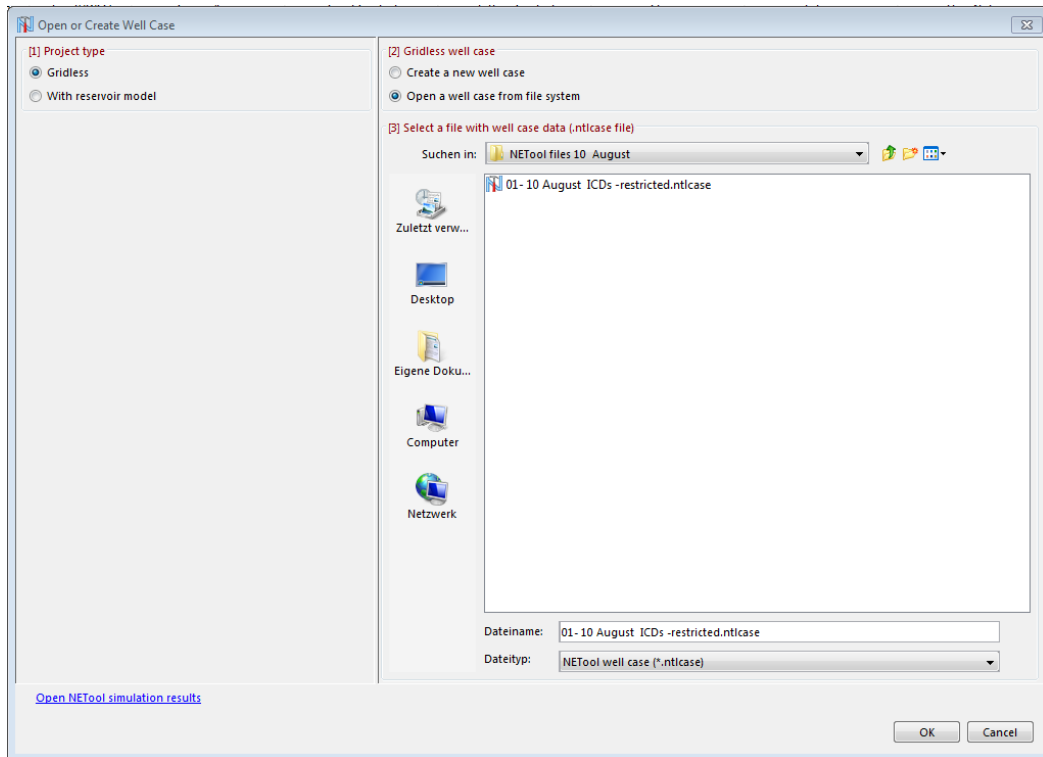 Open or Create Well Case
[1] Project type
Gridless
With reservoir model
[2] Gridless well case
Create a new well case
Open a well case from file system
[3] Select a file with well case data (.ntlcase file)
Suchen in:
NETool files 10  August
01- 10 August  ICDs -restricted.ntlcase
Zuletzt verw...
Desktop
Eigene Doku...
Computer
Netzwerk
Dateiname:
01- 10 August  ICDs -restricted.ntlcase
Dateityp:
NETool well case (*.ntlcase)
Open NETool simulation results
OK
Cancel